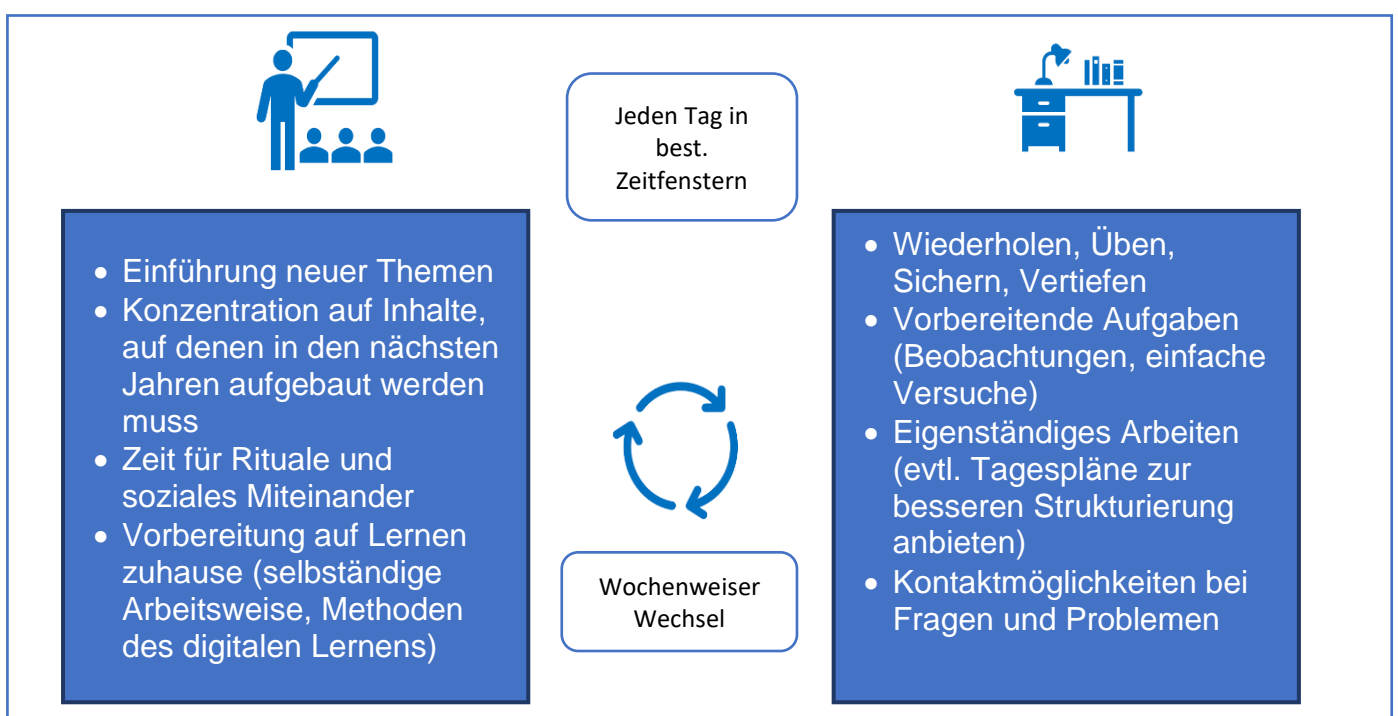 Jeden Tag in
best.
Zeitfenstern
• Einführung neuer Themen
• Konzentration auf Inhalte,
auf denen in den nächsten
Jahren aufgebaut werden
muss
• Zeit für Rituale und
soziales Miteinander
• Vorbereitung auf Lernen
zuhause (selbständige
Arbeitsweise, Methoden
des digitalen Lernens)
Wochenweiser
Wechsel
• Wiederholen, Üben,
Sichern, Vertiefen
• Vorbereitende Aufgaben
(Beobachtungen, einfache
Versuche)
• Eigenständiges Arbeiten
(evtl. Tagespläne zur
besseren Strukturierung
anbieten)
• Kontaktmöglichkeiten bei
Fragen und Problemen